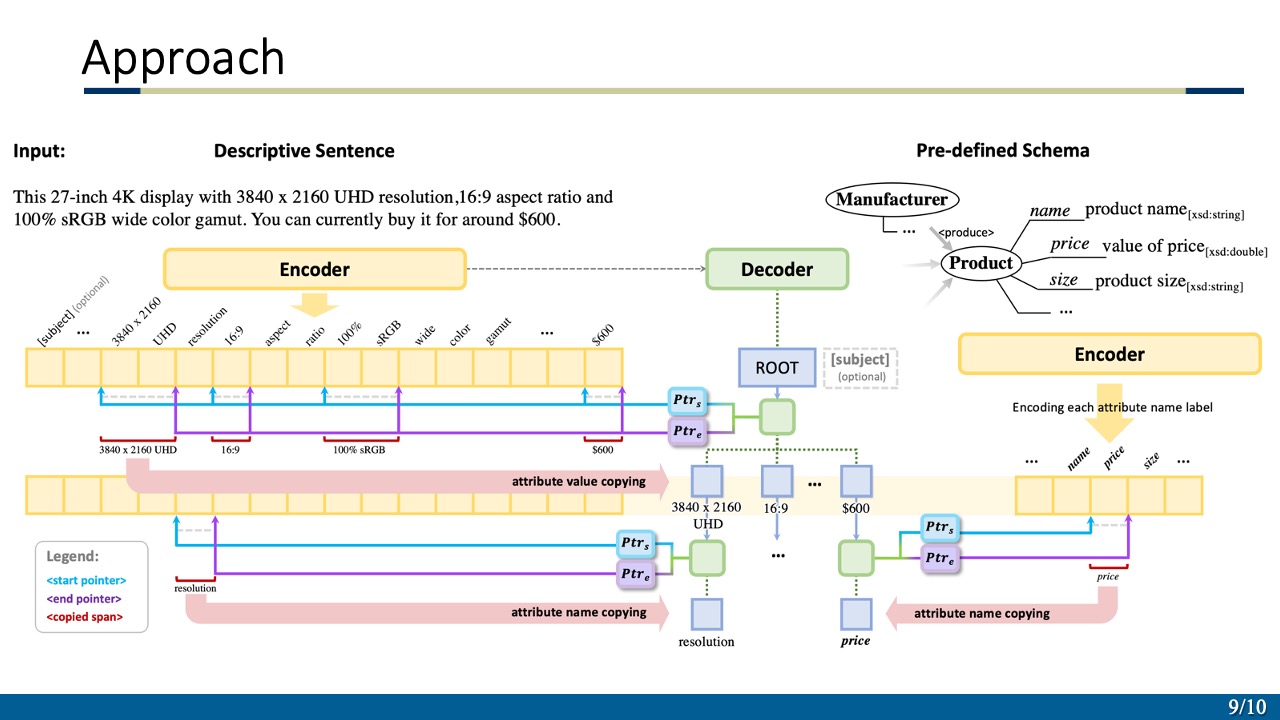 Approach
Input:
Descriptive Sentence
Pre-defined Schema
This 27-inch 4K display with 3840 x 2160 UHD resolution,16:9 aspect ratio and
100% sRGB wide color gamut. You can currently buy it for around $600.
Manufacturer
...
<produce>
Product
name product name[xsd:string]
price value of price[xsd:double]
size product size[xsd:string]
...
Encoder
Decoder
Encoder
[subject] (optional)
...
3840 x 2160
UHD
resolution
16:9
aspect
ratio
100%
sRGB
wide
color
gamut
...
$600
ROOT
[subject]
(optional)
Encoding each attribute name label
Ptrs
Ptre
3840 x 2160 UHD
16:9
100% sRGB
$600
... name price size ...
attribute value copying
...
3840 x 2160
UHD
16:9
$600
Ptrs
Ptre
...
Ptrs
Ptre
Legend:
<start pointer>
<end pointer>
<copied span>
resolution
price
attribute name copying
attribute name copying
resolution
price
9/10